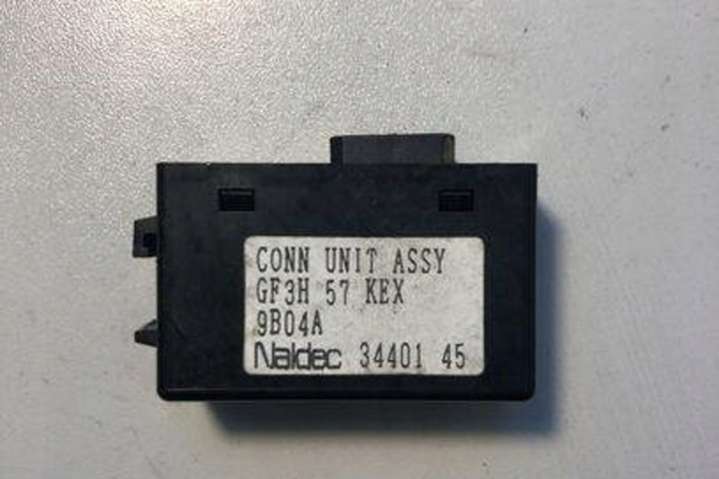 CONN UNIT ASSY
GF3H 57 KEX
9B04A
Naldec 34401 45